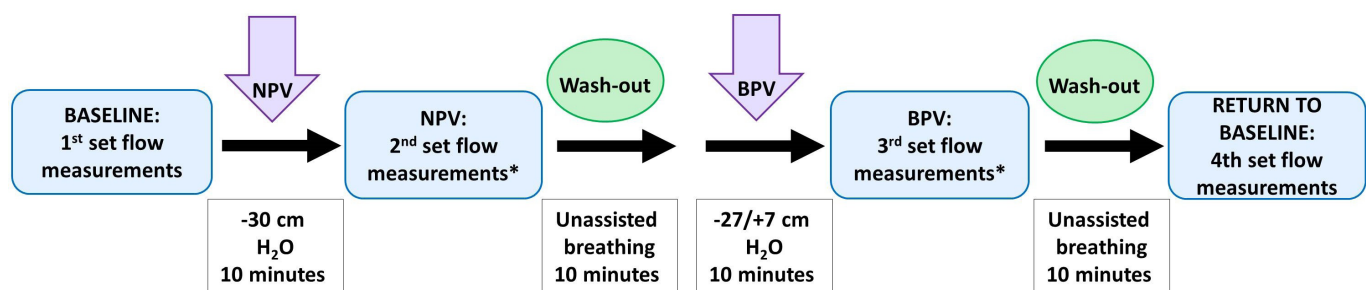 NPV
BPV
Wash-out
Wash-out
BASELINE:
1st set flow
measurements
NPV:
2nd set flow
measurements*
BPV:
3rd set flow
measurements*
RETURN TO
BASELINE:
4th set flow
measurements
-30 cm
H₂O
10 minutes
Unassisted
breathing
10 minutes
-27/+7 cm
H₂O
10 minutes
Unassisted
breathing
10 minutes